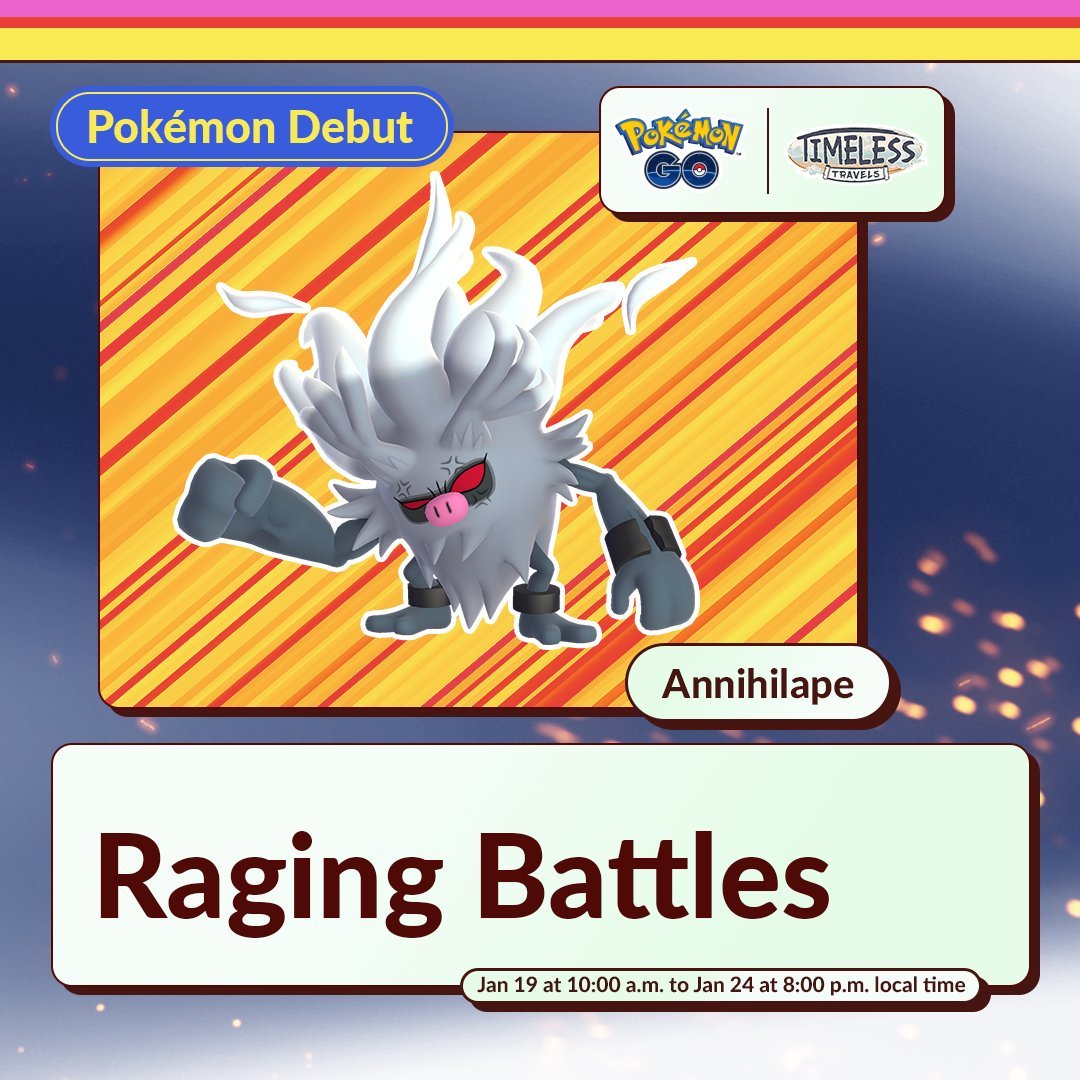 Pokémon Debut
POKéMON
GO
TIMELESS
TRAVELS
Annihilape
Raging Battles
Jan 19 at 10:00 a.m. to Jan 24 at 8:00 p.m. local time